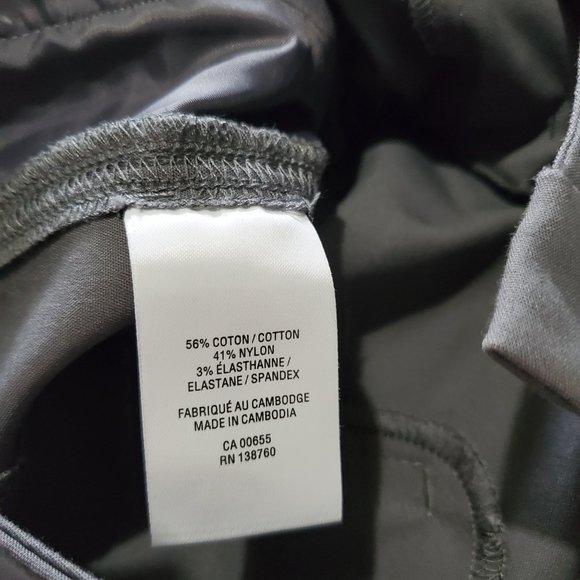 56% COTON / COTTON
41% NYLON
3% ÉLASTHANNE /
ELASTANE / SPANDEX
FABRIQUÉ AU CAMBODGE
MADE IN CAMBODIA
CA 00655
RN 138760